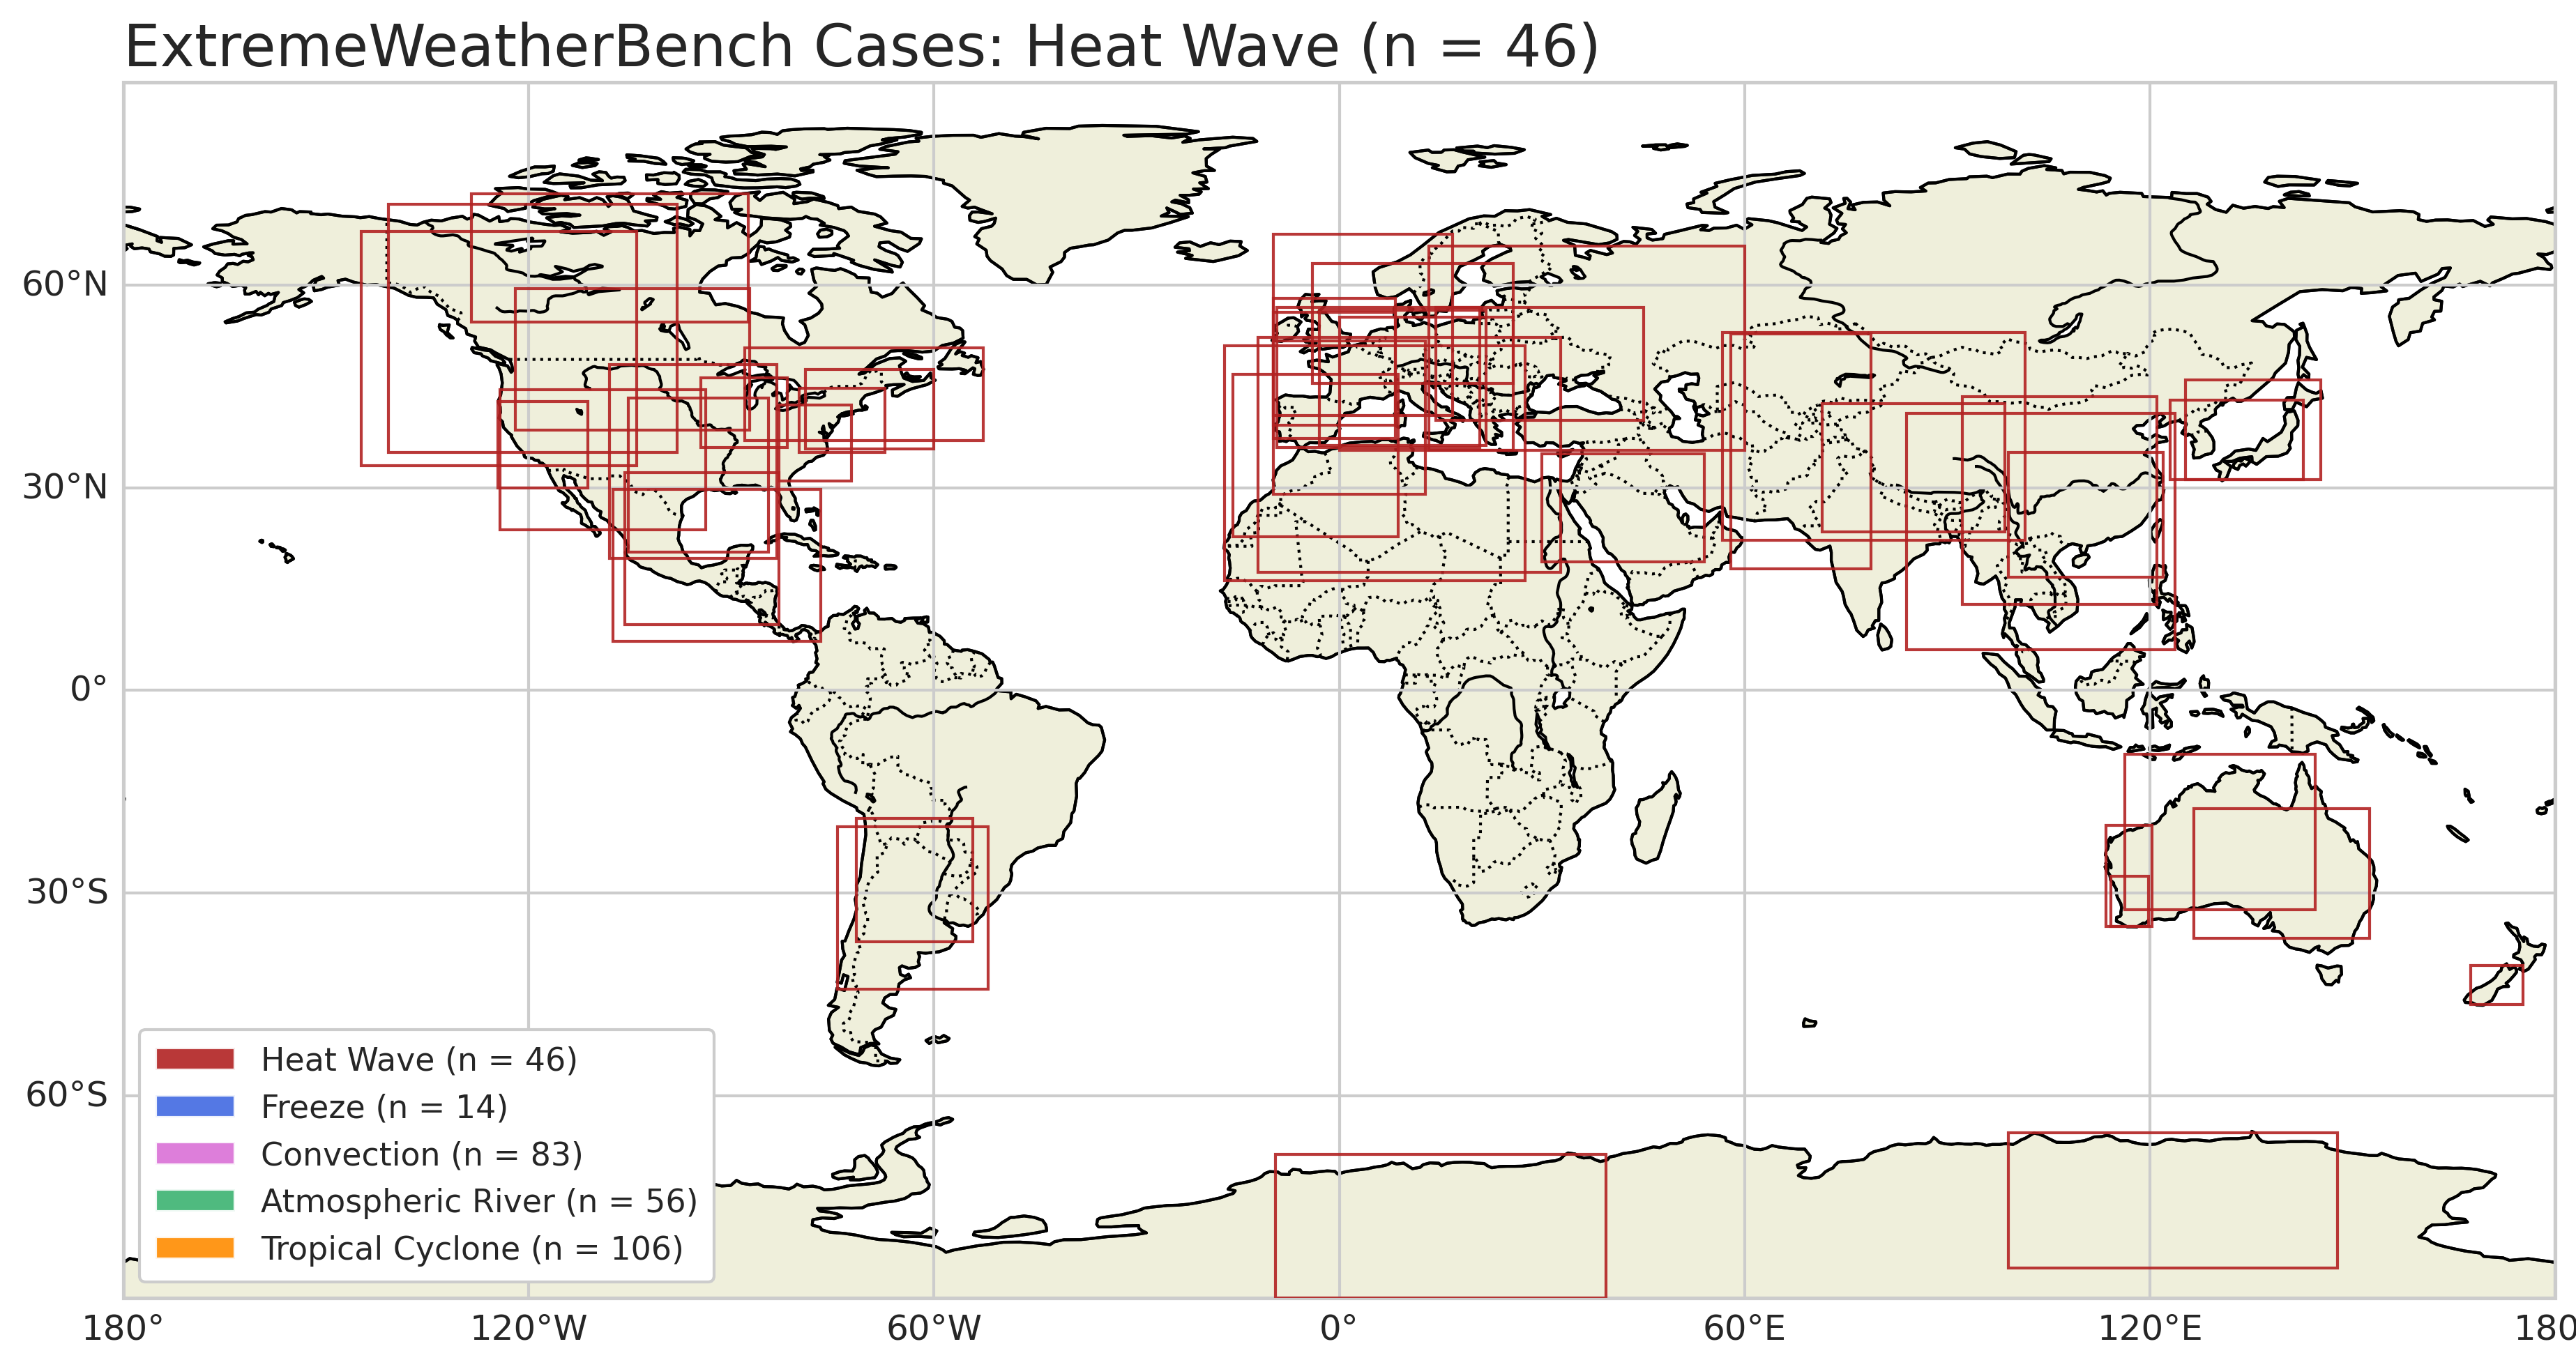 ExtremeWeatherBench Cases: Heat Wave (n = 46)
60°N
30°N
0°
30°S
60°S
Heat Wave (n = 46)
Freeze (n = 14)
Convection (n = 83)
Atmospheric River (n = 56)
Tropical Cyclone (n = 106)
180° 120°W 60°W 0° 60°E 120°E 180